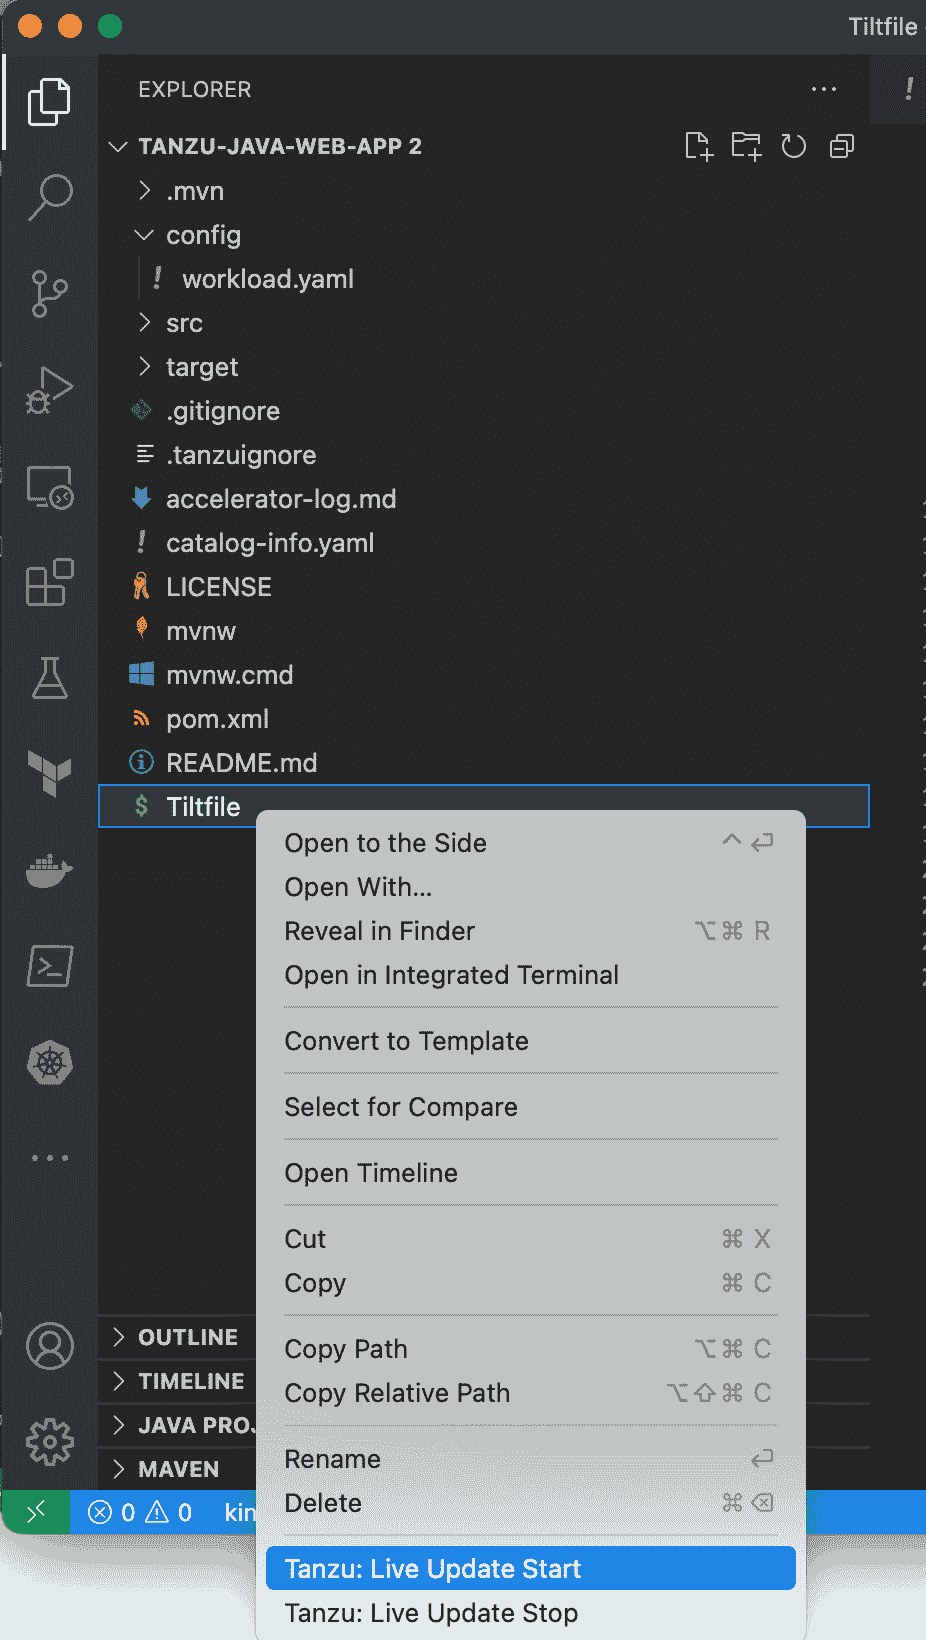 Tiltfile
EXPLORER
TANZU-JAVA-WEB-APP 2
.mvn
config
! workload.yaml
src
target
.gitignore
.tanzuignore
accelerator-log.md
! catalog-info.yaml
LICENSE
mvnw
mvnw.cmd
pom.xml
README.md
$ Tiltfile
Open to the Side ^ ⏎
Open With...
Reveal in Finder ⌥⌘ R
Open in Integrated Terminal
Convert to Template
Select for Compare
Open Timeline
Cut ⌘ X
Copy ⌘ C
Copy Path ⌥⌘ C
Copy Relative Path ⌥⇧⌘ C
Rename ⏎
Delete ⌘ ⌫
Tanzu: Live Update Start
Tanzu: Live Update Stop
OUTLINE
TIMELINE
JAVA PROJ
MAVEN
0 0 kin